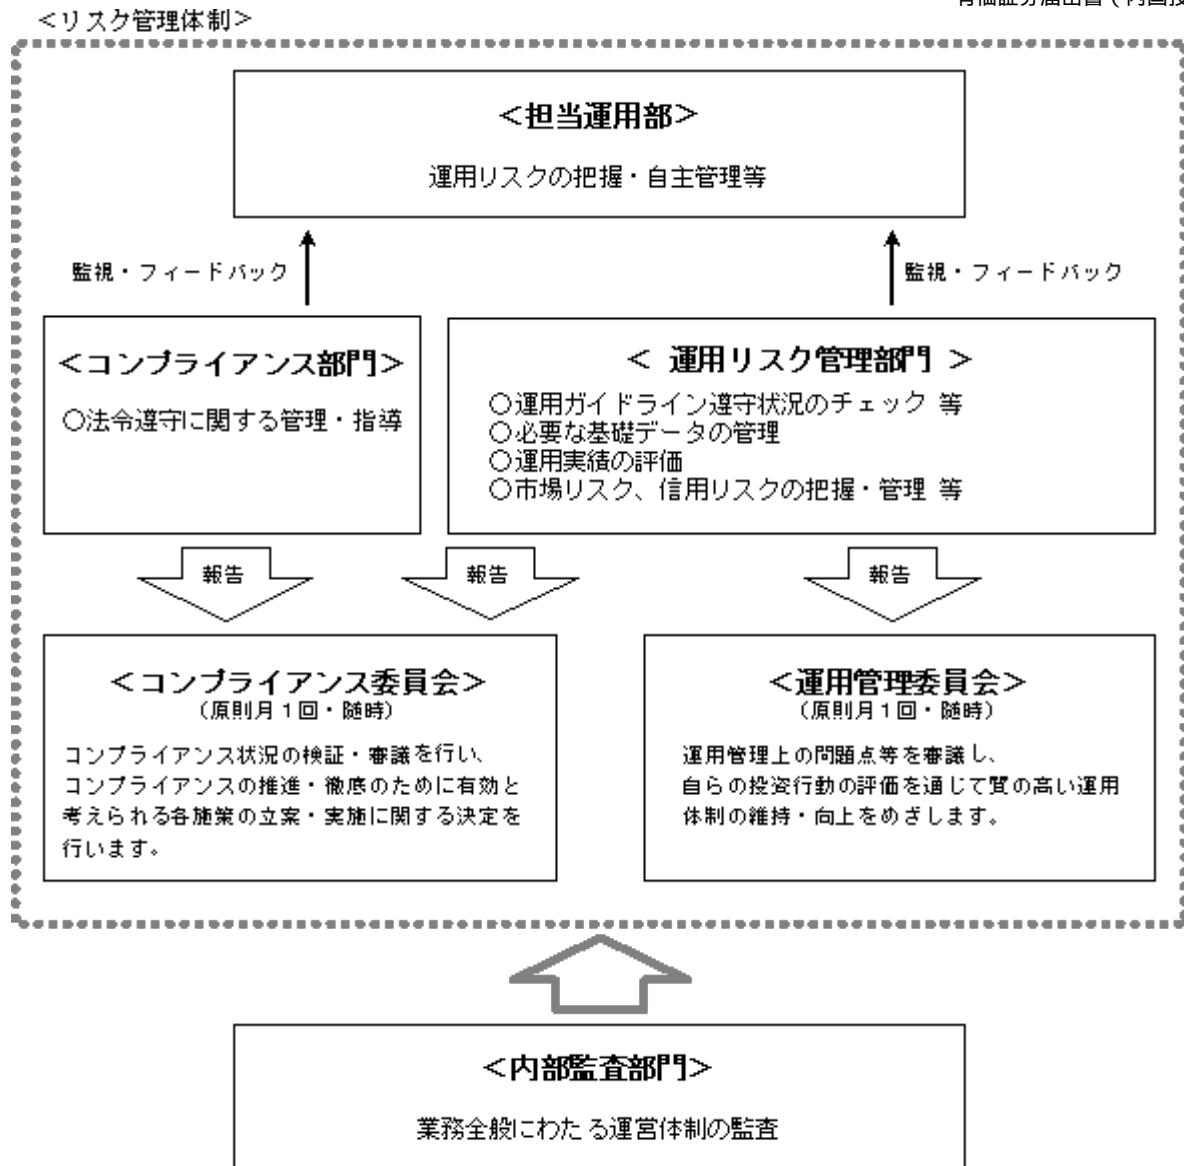 ＜リスク管理体制＞
＜担当運用部＞
運用リスクの把握・自主管理等
監視・フィードバック
監視・フィードバック
＜コンプライアンス部門＞
○法令遵守に関する管理・指導
＜ 運用リスク管理部門 ＞
○運用ガイドライン遵守状況のチェック 等
○必要な基礎データの管理
○運用実績の評価
○市場リスク、信用リスクの把握・管理 等
報告
報告
報告
＜コンプライアンス委員会＞
（原則月１回・随時）
コンプライアンス状況の検証・審議を行い、
コンプライアンスの推進・徹底のために有効と
考えられる各施策の立案・実施に関する決定を
行います。
＜運用管理委員会＞
（原則月１回・随時）
運用管理上の問題点等を審議し、
自らの投資行動の評価を通じて質の高い運用
体制の維持・向上をめざします。
＜内部監査部門＞
業務全般にわたる運営体制の監査